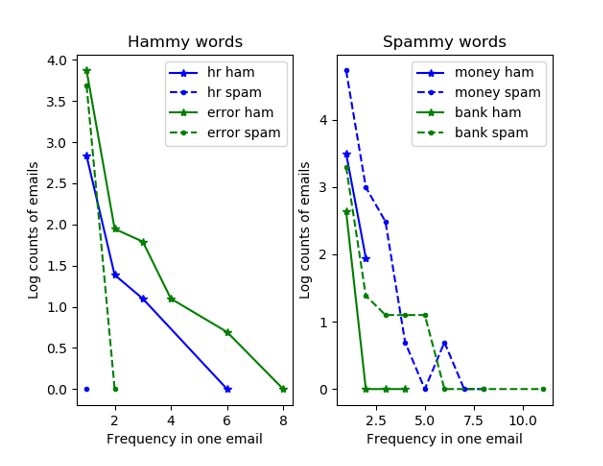 Hammy words
hr ham
hr spam
error ham
error spam
4.0
3.5
3.0
2.5
2.0
1.5
1.0
0.5
0.0
Log counts of emails
2
4
6
8
Frequency in one email
Spammy words
money ham
money spam
bank ham
bank spam
4
3
2
1
0
Log counts of emails
2.5
5.0
7.5
10.0
Frequency in one email